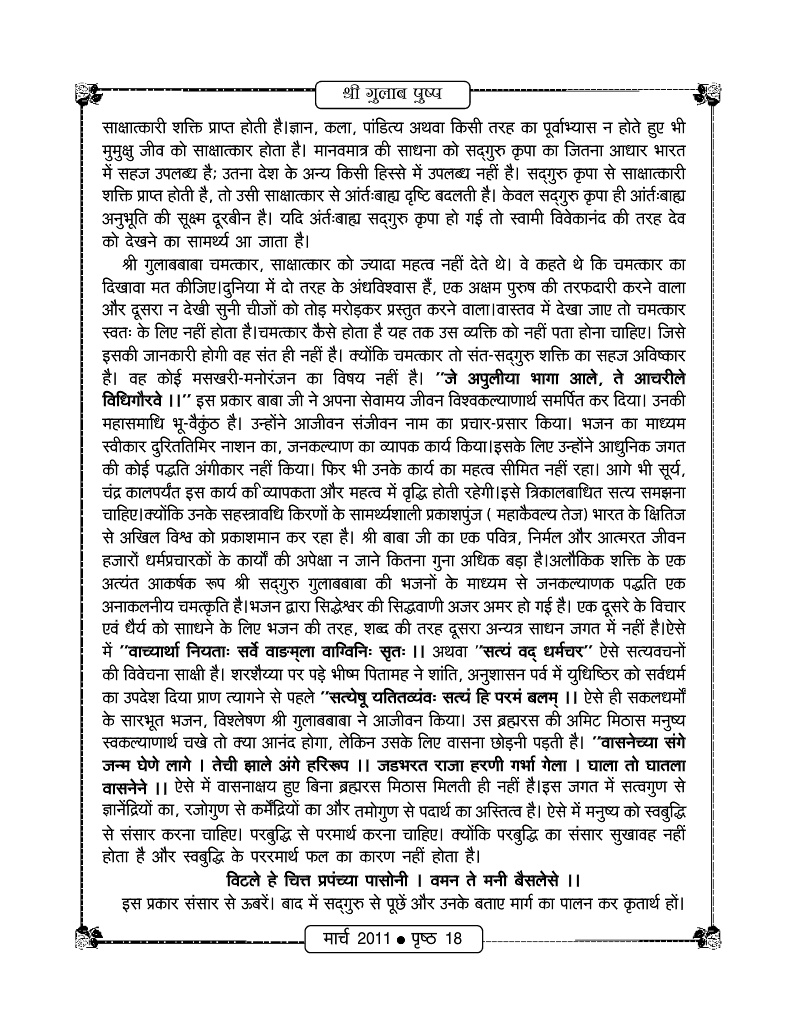 श्री गुलाब पुष्प
साक्षात्कारी शक्ति प्राप्त होती है।ज्ञान, कला, पांडित्य अथवा किसी तरह का पूर्वाभ्यास न होते हुए भी
मुमुक्षु जीव को साक्षात्कार होता है। मानवमात्र की साधना को सद्‌गुरु कृपा का जितना आधार भारत
में सहज उपलब्ध है; उतना देश के अन्य किसी हिस्से में उपलब्ध नहीं है। सद्‌गुरु कृपा से साक्षात्कारी
शक्ति प्राप्त होती है, तो उसी साक्षात्कार से आंर्तःबाह्य दृष्टि बदलती है। केवल सद्‌गुरु कृपा ही आंर्तःबाह्य
अनुभूति की सूक्ष्म दूरबीन है। यदि अंर्तःबाह्य सद्‌गुरु कृपा हो गई तो स्वामी विवेकानंद की तरह देव
को देखने का सामर्थ्य आ जाता है।
श्री गुलाबबाबा चमत्कार, साक्षात्कार को ज्यादा महत्व नहीं देते थे। वे कहते थे कि चमत्कार का
दिखावा मत कीजिए।दुनिया में दो तरह के अंधविश्वास हैं, एक अक्षम पुरुष की तरफदारी करने वाला
और दूसरा न देखी सुनी चीजों को तोड़ मरोड़कर प्रस्तुत करने वाला।वास्तव में देखा जाए तो चमत्कार
स्वतः के लिए नहीं होता है।चमत्कार कैसे होता है यह तक उस व्यक्ति को नहीं पता होना चाहिए। जिसे
इसकी जानकारी होगी वह संत ही नहीं है। क्योंकि चमत्कार तो संत-सद्‌गुरु शक्ति का सहज अविष्कार
है। वह कोई मसखरी-मनोरंजन का विषय नहीं है। ''जे अपुलीया भागा आले, ते आचरीले
विधिगौरवे ।।'' इस प्रकार बाबा जी ने अपना सेवामय जीवन विश्वकल्याणार्थ समर्पित कर दिया। उनकी
महासमाधि भू-वैकुंठ है। उन्होंने आजीवन संजीवन नाम का प्रचार-प्रसार किया। भजन का माध्यम
स्वीकार दुरिततिमिर नाशन का, जनकल्याण का व्यापक कार्य किया।इसके लिए उन्होंने आधुनिक जगत
की कोई पद्धति अंगीकार नहीं किया। फिर भी उनके कार्य का महत्व सीमित नहीं रहा। आगे भी सूर्य,
चंद्र कालपर्यंत इस कार्य की व्यापकता और महत्व में वृद्धि होती रहेगी।इसे त्रिकालबाधित सत्य समझना
चाहिए।क्योंकि उनके सहस्त्रावधि किरणों के सामर्थ्यशाली प्रकाशपुंज ( महाकैवल्य तेज) भारत के क्षितिज
से अखिल विश्व को प्रकाशमान कर रहा है। श्री बाबा जी का एक पवित्र, निर्मल और आत्मरत जीवन
हजारों धर्मप्रचारकों के कार्यों की अपेक्षा न जाने कितना गुना अधिक बड़ा है।अलौकिक शक्ति के एक
अत्यंत आकर्षक रूप श्री सद्‌गुरु गुलाबबाबा की भजनों के माध्यम से जनकल्याणक पद्धति एक
अनाकलनीय चमत्कृति है।भजन द्वारा सिद्धेश्वर की सिद्धवाणी अजर अमर हो गई है। एक दूसरे के विचार
एवं धैर्य को सााधने के लिए भजन की तरह, शब्द की तरह दूसरा अन्यत्र साधन जगत में नहीं है।ऐसे
में ''वाच्यार्था नियताः सर्वे वाङम्‌ला वाग्विनिः सृतः ।। अथवा ''सत्यं वद् धर्मचर'' ऐसे सत्यवचनों
की विवेचना साक्षी है। शरशैय्या पर पड़े भीष्म पितामह ने शांति, अनुशासन पर्व में युधिष्ठिर को सर्वधर्म
का उपदेश दिया प्राण त्यागने से पहले ''सत्येषू यतितव्यंवः सत्यं हि परमं बलम् ।। ऐसे ही सकलधर्मों
के सारभूत भजन, विश्लेषण श्री गुलाबबाबा ने आजीवन किया। उस ब्रह्मरस की अमिट मिठास मनुष्य
स्वकल्याणार्थ चखे तो क्या आनंद होगा, लेकिन उसके लिए वासना छोड़नी पड़ती है। ''वासनेच्या संगे
जन्म घेणे लागे । तेची झाले अंगे हरिरूप ।। जडभरत राजा हरणी गर्भा गेला । घाला तो घातला
वासनेने ।। ऐसे में वासनाक्षय हुए बिना ब्रह्मरस मिठास मिलती ही नहीं है।इस जगत में सत्वगुण से
ज्ञानेंद्रियों का, रजोगुण से कर्मेंद्रियों का और तमोगुण से पदार्थ का अस्तित्व है। ऐसे में मनुष्य को स्वबुद्धि
से संसार करना चाहिए। परबुद्धि से परमार्थ करना चाहिए। क्योंकि परबुद्धि का संसार सुखावह नहीं
होता है और स्वबुद्धि के पररमार्थ फल का कारण नहीं होता है।
विटले हे चित्त प्रपंच्या पासोनी । वमन ते मनी बैसलेसे ।।
इस प्रकार संसार से ऊबरें। बाद में सद्‌गुरु से पूछें और उनके बताए मार्ग का पालन कर कृतार्थ हों।
मार्च 2011 ● पृष्ठ 18